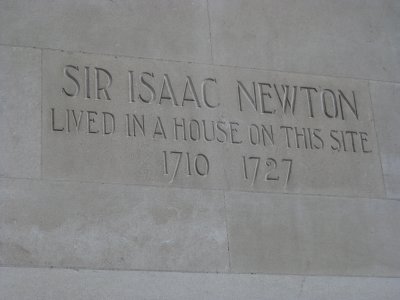 SIR ISAAC NEWTON
LIVED IN A HOUSE ON THIS SITE
1710 1727